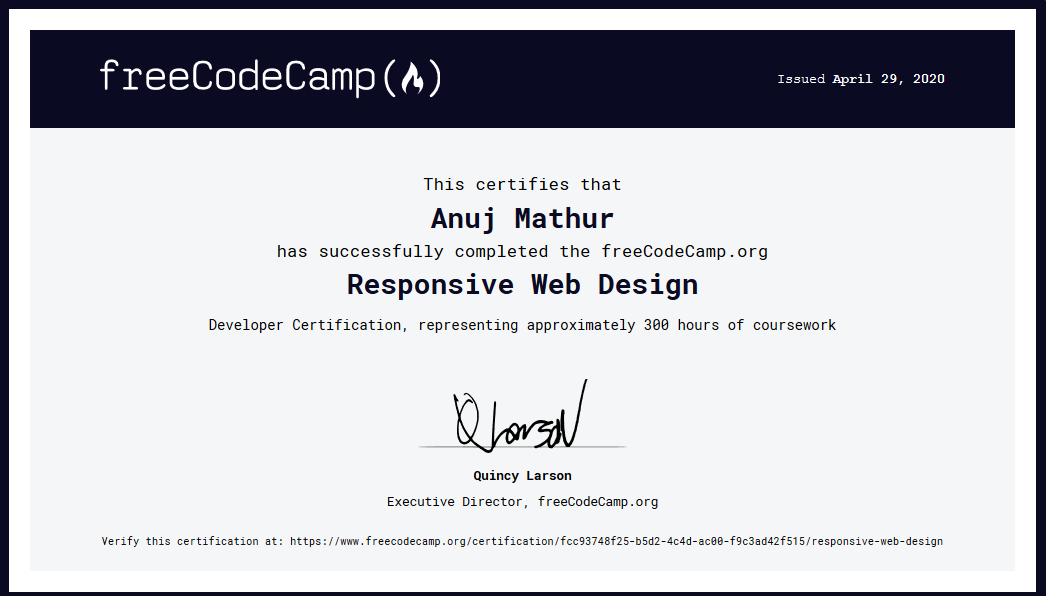 freeCodeCamp(🔥)
Issued April 29, 2020
This certifies that
Anuj Mathur
has successfully completed the freeCodeCamp.org
Responsive Web Design
Developer Certification, representing approximately 300 hours of coursework
Q Larson
Quincy Larson
Executive Director, freeCodeCamp.org
Verify this certification at: https://www.freecodecamp.org/certification/fcc93748f25-b5d2-4c4d-ac00-f9c3ad42f515/responsive-web-design